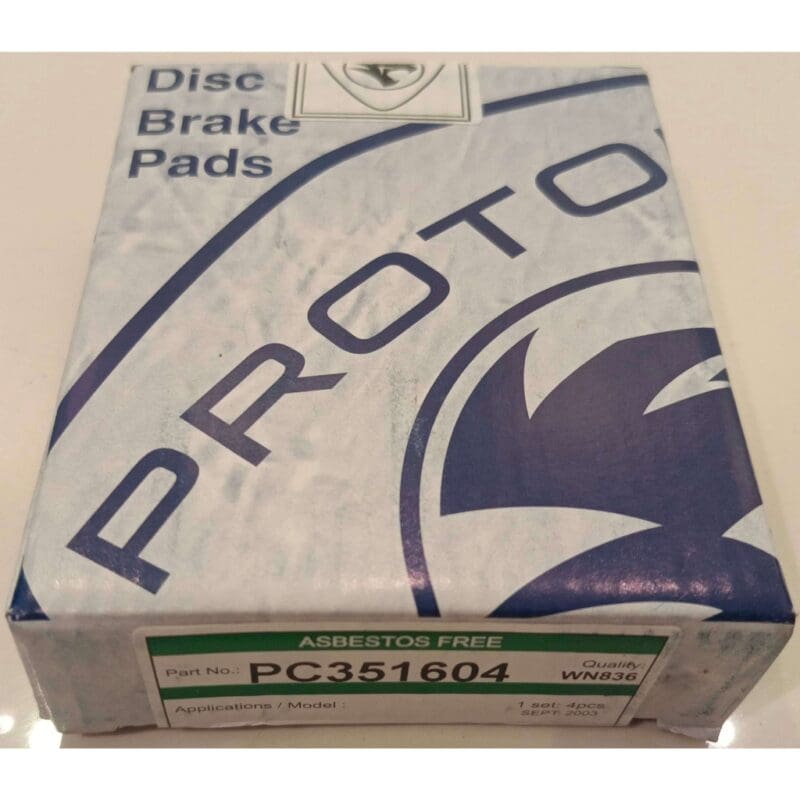 Disc
Brake
Pads
PROTO
ASBESTOS FREE
Part No.: PC351604
Quality:
WN836
Applications / Model :
1 set: 4pcs
SEPT. 2003